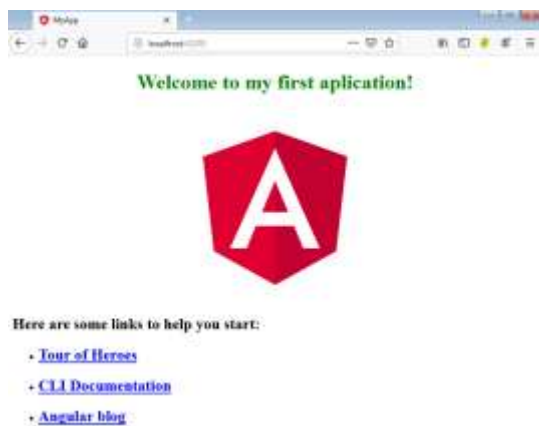 MyApp
Welcome to my first aplication!
Here are some links to help you start:
Tour of Heroes
CLI Documentation
Angular blog